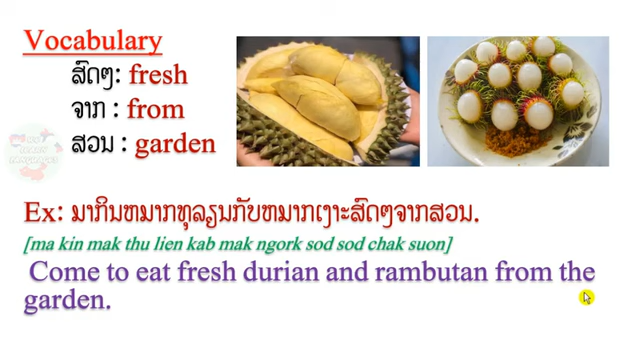 Vocabulary
ສົດໆ: fresh
ຈາກ : from
ສວນ : garden
Ex: ມາກິນຫມາກທຸລຽນກັບຫມາກເງາະສົດໆຈາກສວນ.
[ma kin mak thu lien kab mak ngork sod sod chak suon]
Come to eat fresh durian and rambutan from the
garden.